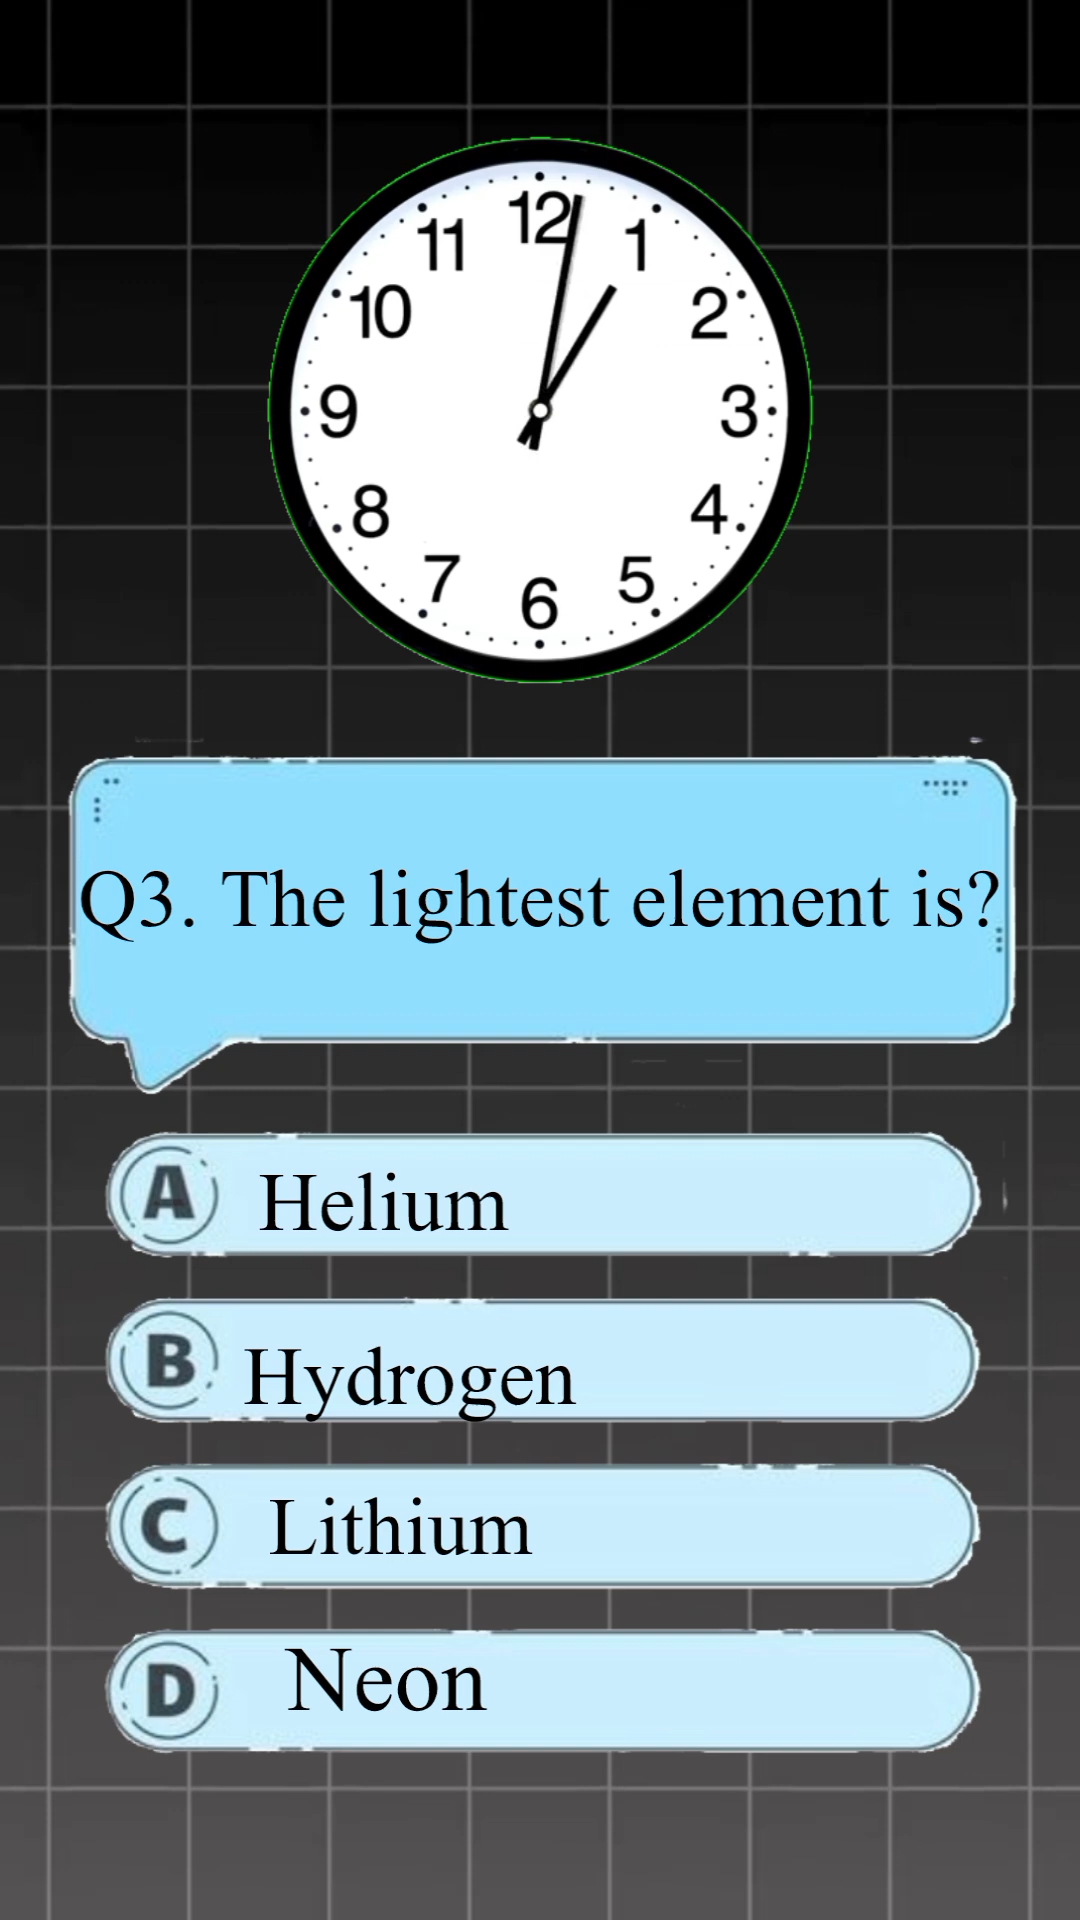 12
11 1
10 2
9 3
8 4
7 5
6
Q3. The lightest element is?
A Helium
B Hydrogen
C Lithium
D Neon